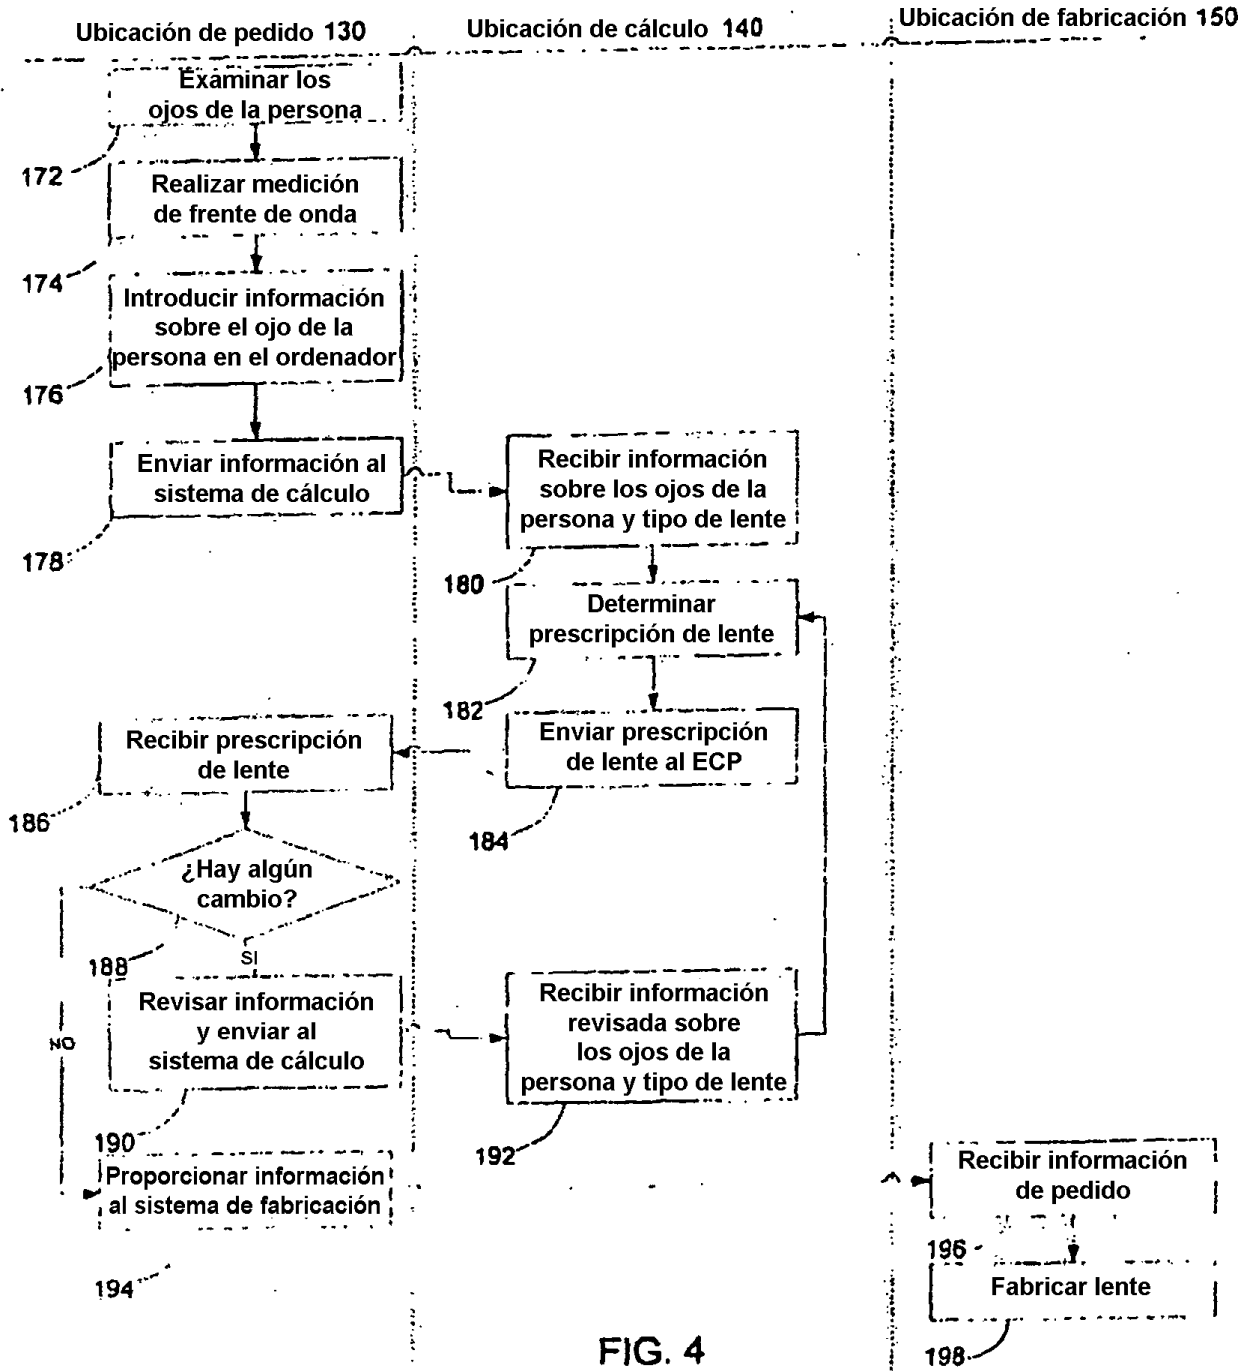 Ubicación de pedido 130
Ubicación de cálculo 140
Ubicación de fabricación 150
Examinar los
ojos de la persona
172
Realizar medición
de frente de onda
174
Introducir información
sobre el ojo de la
persona en el ordenador
176
Enviar información al
sistema de cálculo
178
Recibir información
sobre los ojos de la
persona y tipo de lente
180
Determinar
prescripción de lente
182
Enviar prescripción
de lente al ECP
184
Recibir prescripción
de lente
186
¿Hay algún
cambio?
188
SI
NO
Revisar información
y enviar al
sistema de cálculo
190
Recibir información
revisada sobre
los ojos de la
persona y tipo de lente
192
Proporcionar información
al sistema de fabricación
194
Recibir información
de pedido
196
Fabricar lente
198
FIG. 4